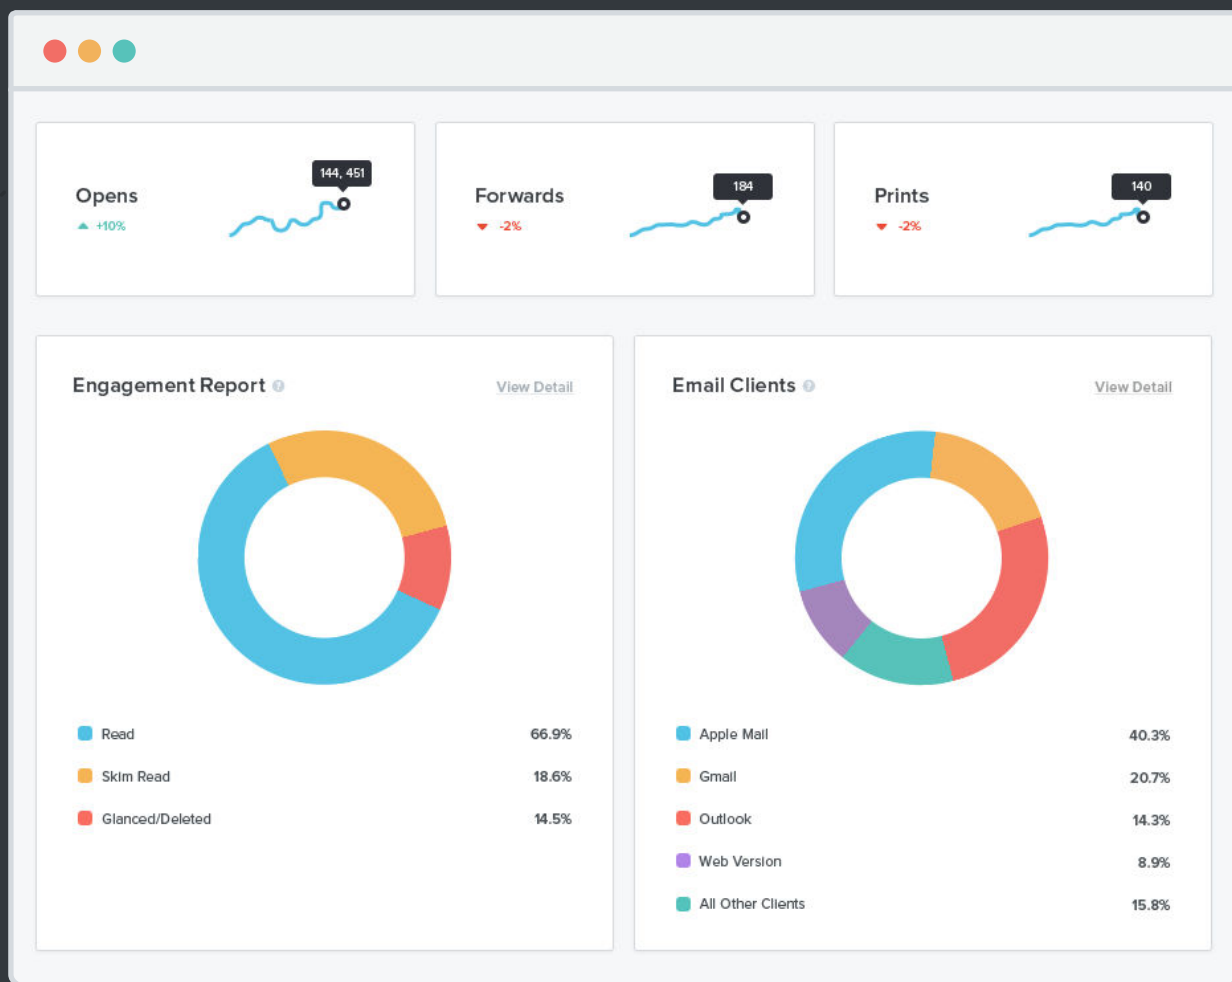 144, 451
Opens
+10%
184
Forwards
-2%
140
Prints
-2%
Engagement Report ?
View Detail
Read 66.9%
Skim Read 18.6%
Glanced/Deleted 14.5%
Email Clients ?
View Detail
Apple Mail 40.3%
Gmail 20.7%
Outlook 14.3%
Web Version 8.9%
All Other Clients 15.8%